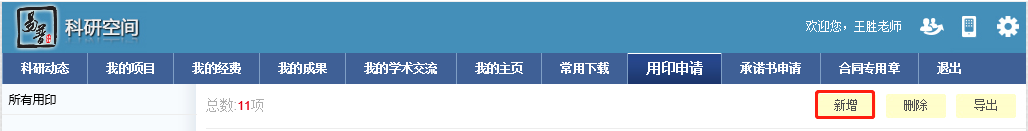 易普 科研空间 欢迎您，王胜老师
科研动态 我的项目 我的经费 我的成果 我的学术交流 我的主页 常用下载 用印申请 承诺书申请 合同专用章 退出
所有用印 总数:11项 新增 删除 导出